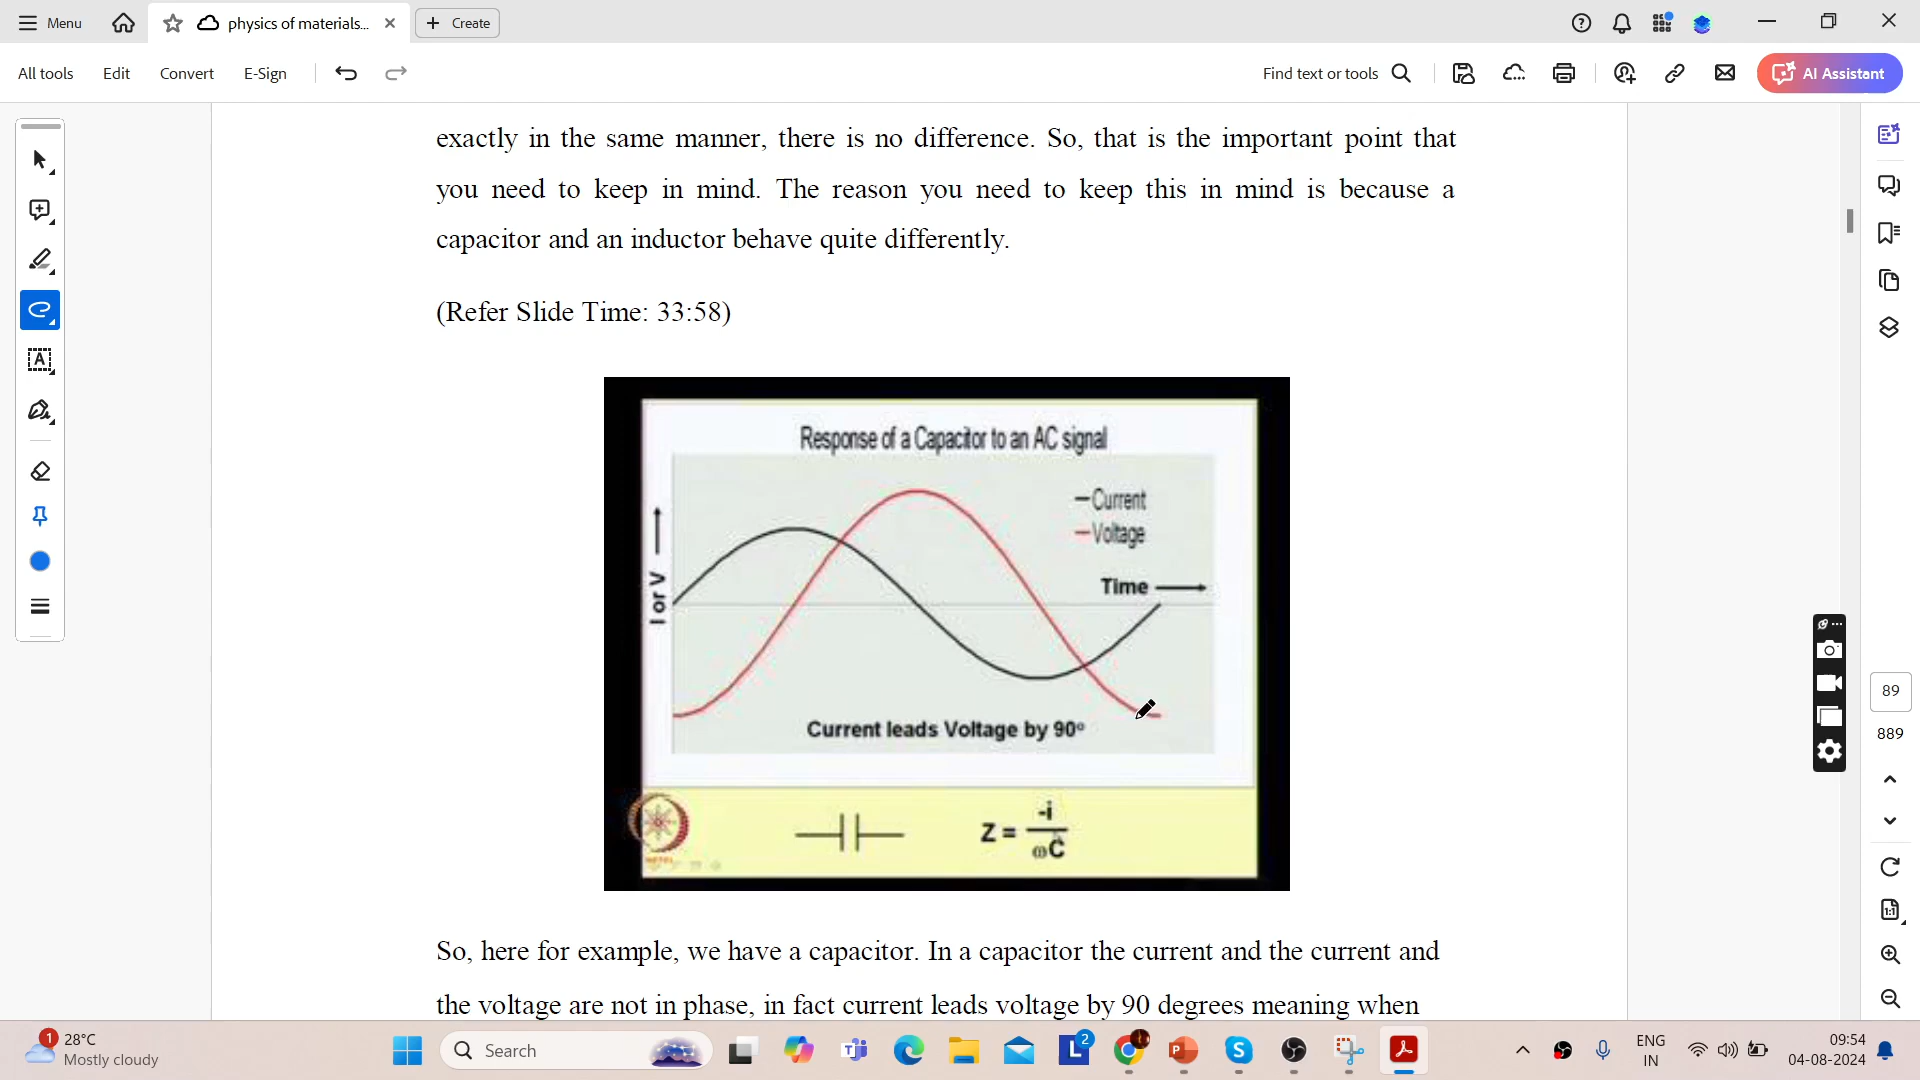 Menu
physics of materials...
Create
All tools
Edit
Convert
E-Sign
Find text or tools
AI Assistant
exactly in the same manner, there is no difference. So, that is the important point that
you need to keep in mind. The reason you need to keep this in mind is because a
capacitor and an inductor behave quite differently.
(Refer Slide Time: 33:58)
Response of a Capacitor to an AC signal
Current
Voltage
Time
I or V
Current leads Voltage by 90°
Z = -i
ωC
NPTEL
So, here for example, we have a capacitor. In a capacitor the current and the current and
the voltage are not in phase, in fact current leads voltage by 90 degrees meaning when
89
889
1
28°C
Mostly cloudy
Search
2
ENG
IN
09:54
04-08-2024